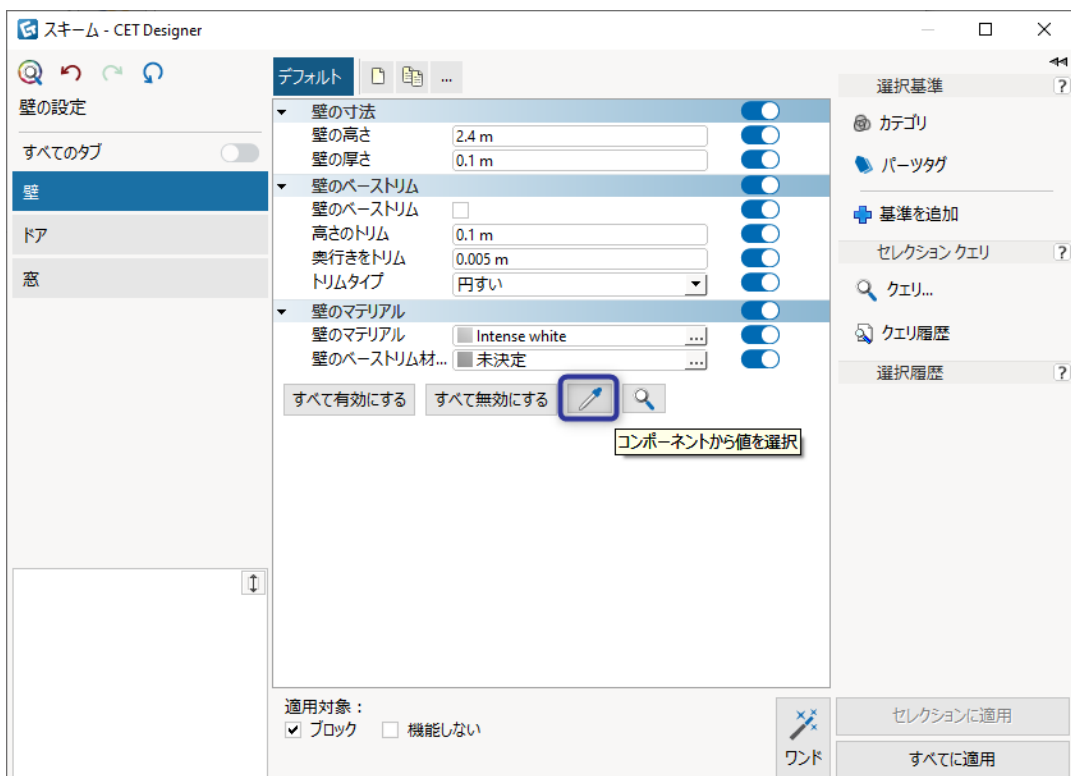 スキーム - CET Designer
壁の設定
すべてのタブ
壁
ドア
窓
デフォルト ...
壁の寸法
壁の高さ 2.4 m
壁の厚さ 0.1 m
壁のベーストリム
壁のベーストリム
高さのトリム 0.1 m
奥行きをトリム 0.005 m
トリムタイプ 円すい
壁のマテリアル
壁のマテリアル Intense white ...
壁のベーストリム材... 未決定 ...
すべて有効にする すべて無効にする
コンポーネントから値を選択
適用対象：
ブロック 機能しない
ワンド
選択基準 ?
カテゴリ
パーツタグ
基準を追加
セレクション クエリ ?
クエリ...
クエリ履歴
選択履歴 ?
セレクションに適用
すべてに適用